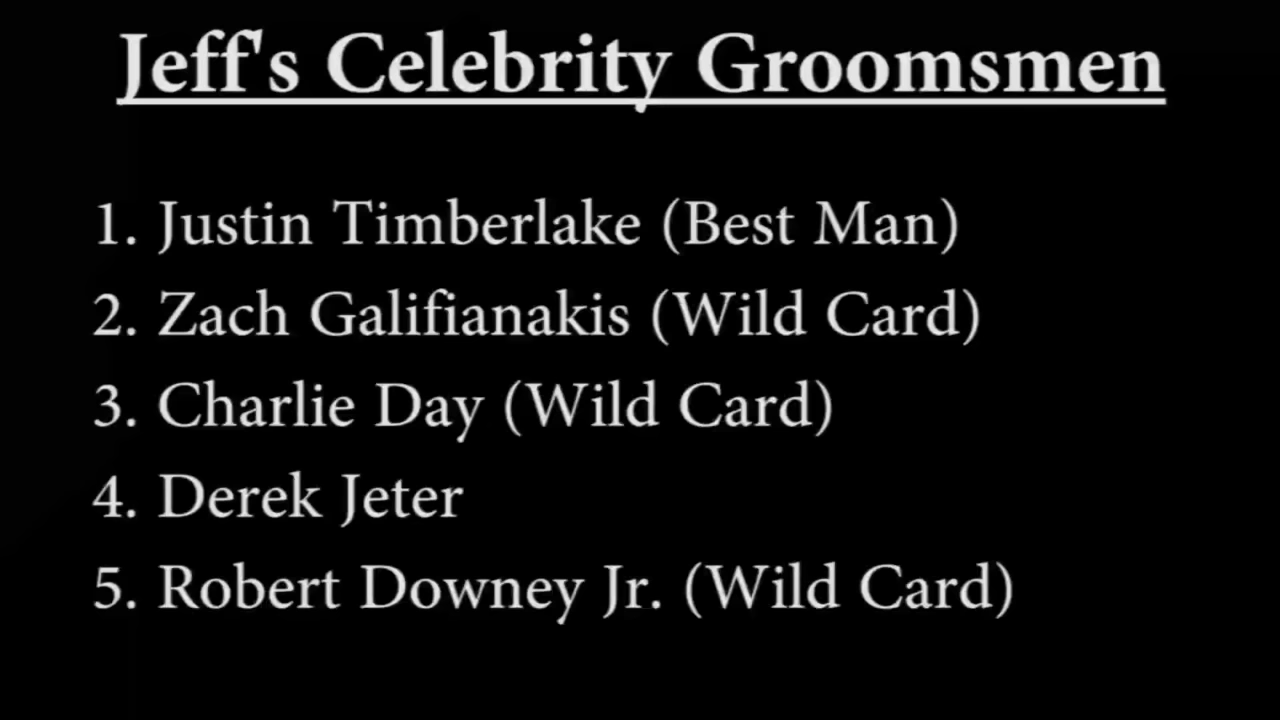 Jeff's Celebrity Groomsmen
1. Justin Timberlake (Best Man)
2. Zach Galifianakis (Wild Card)
3. Charlie Day (Wild Card)
4. Derek Jeter
5. Robert Downey Jr. (Wild Card)